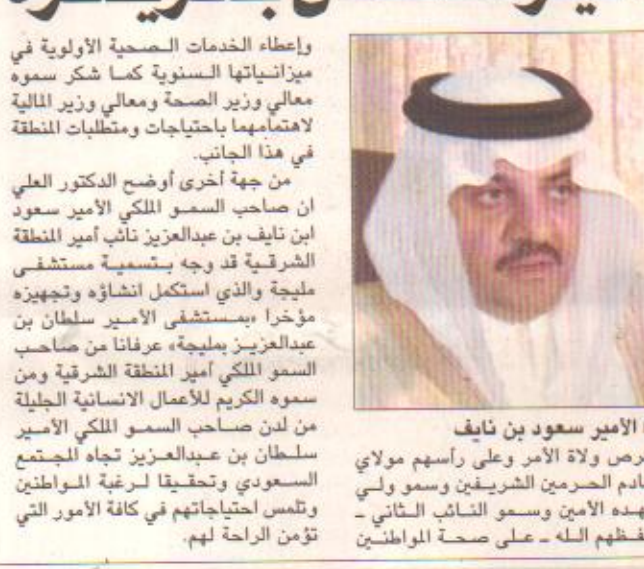 الأمير سعود بن نايف
ولاة الأمر وعلى رأسهم مولاي
الحرمين الشريفين وسمو ولي
الأمين وسمو النائب الثاني ـ
الله ـ على صحة المواطنين
وإعطاء الخدمات الصحية الأولوية في
ميزانياتها السنوية كما شكر سموه
معالي وزير الصحة ومعالي وزير المالية
لاهتمامهما باحتياجات ومتطلبات المنطقة
في هذا الجانب.
من جهة أخرى أوضح الدكتور العلي
ان صاحب السمو الملكي الأمير سعود
ابن نايف بن عبدالعزيز نائب أمير المنطقة
الشرقية قد وجه بتسمية مستشفى
مليجة والذي استكمل انشاؤه وتجهيزه
مؤخرا «بمستشفى الأمير سلطان بن
عبدالعزيز بمليجة» عرفانا من صاحب
السمو الملكي أمير المنطقة الشرقية ومن
سموه الكريم للأعمال الانسانية الجليلة
من لدن صاحب السمو الملكي الأمير
سلطان بن عبدالعزيز تجاه المجتمع
السعودي وتحقيقا لرغبة المواطنين
وتلمس احتياجاتهم في كافة الأمور التي
تؤمن الراحة لهم.